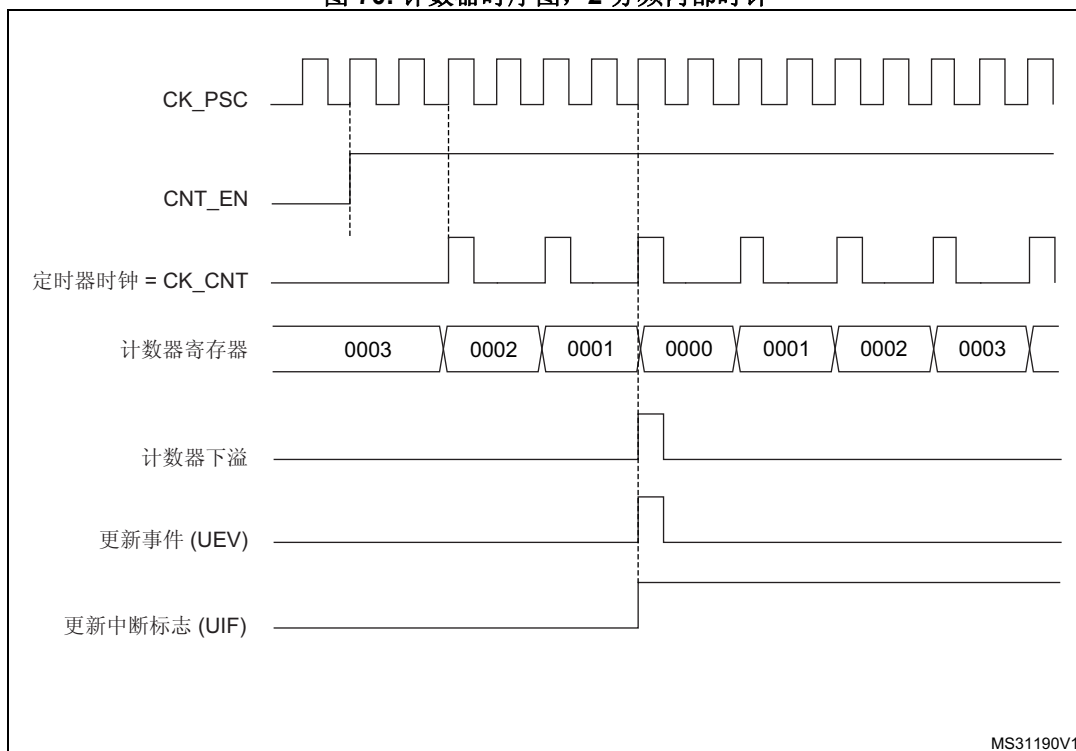 CK_PSC
CNT_EN
定时器时钟 = CK_CNT
计数器寄存器 0003 0002 0001 0000 0001 0002 0003
计数器下溢
更新事件 (UEV)
更新中断标志 (UIF)
MS31190V1